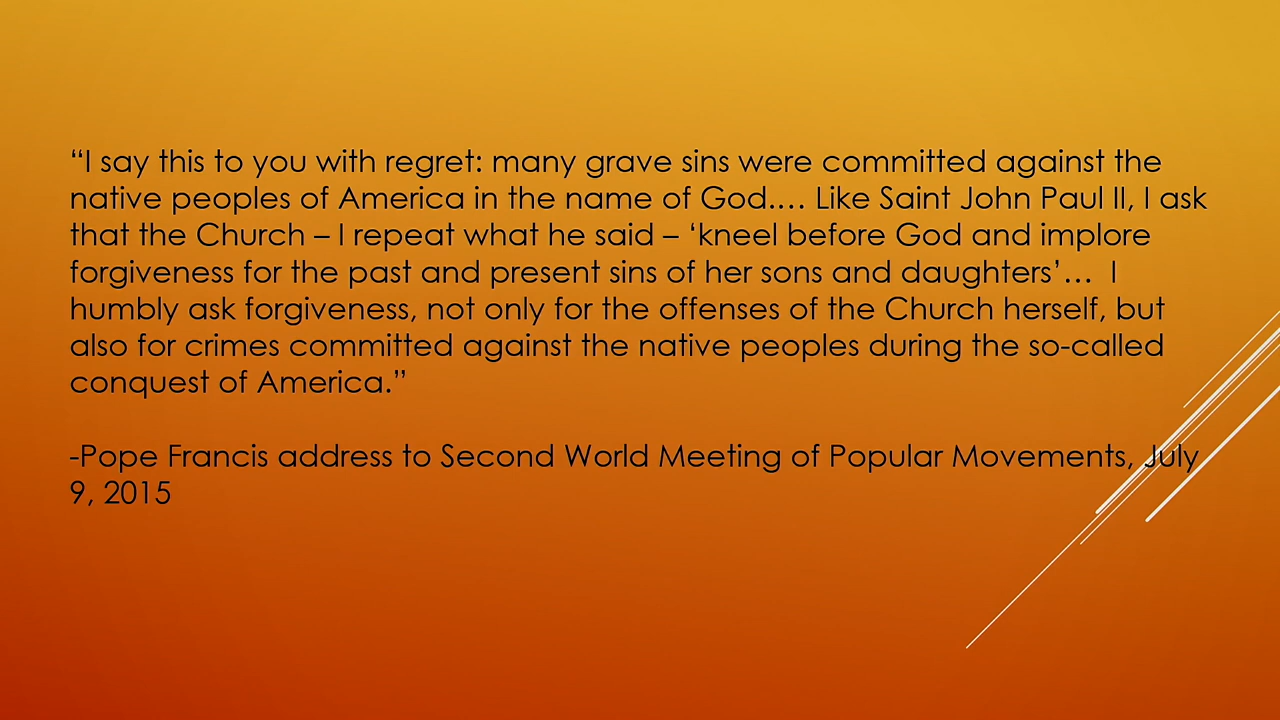 “I say this to you with regret: many grave sins were committed against the
native peoples of America in the name of God.… Like Saint John Paul II, I ask
that the Church – I repeat what he said – ‘kneel before God and implore
forgiveness for the past and present sins of her sons and daughters’…  I
humbly ask forgiveness, not only for the offenses of the Church herself, but
also for crimes committed against the native peoples during the so-called
conquest of America.”
-Pope Francis address to Second World Meeting of Popular Movements, July
9, 2015